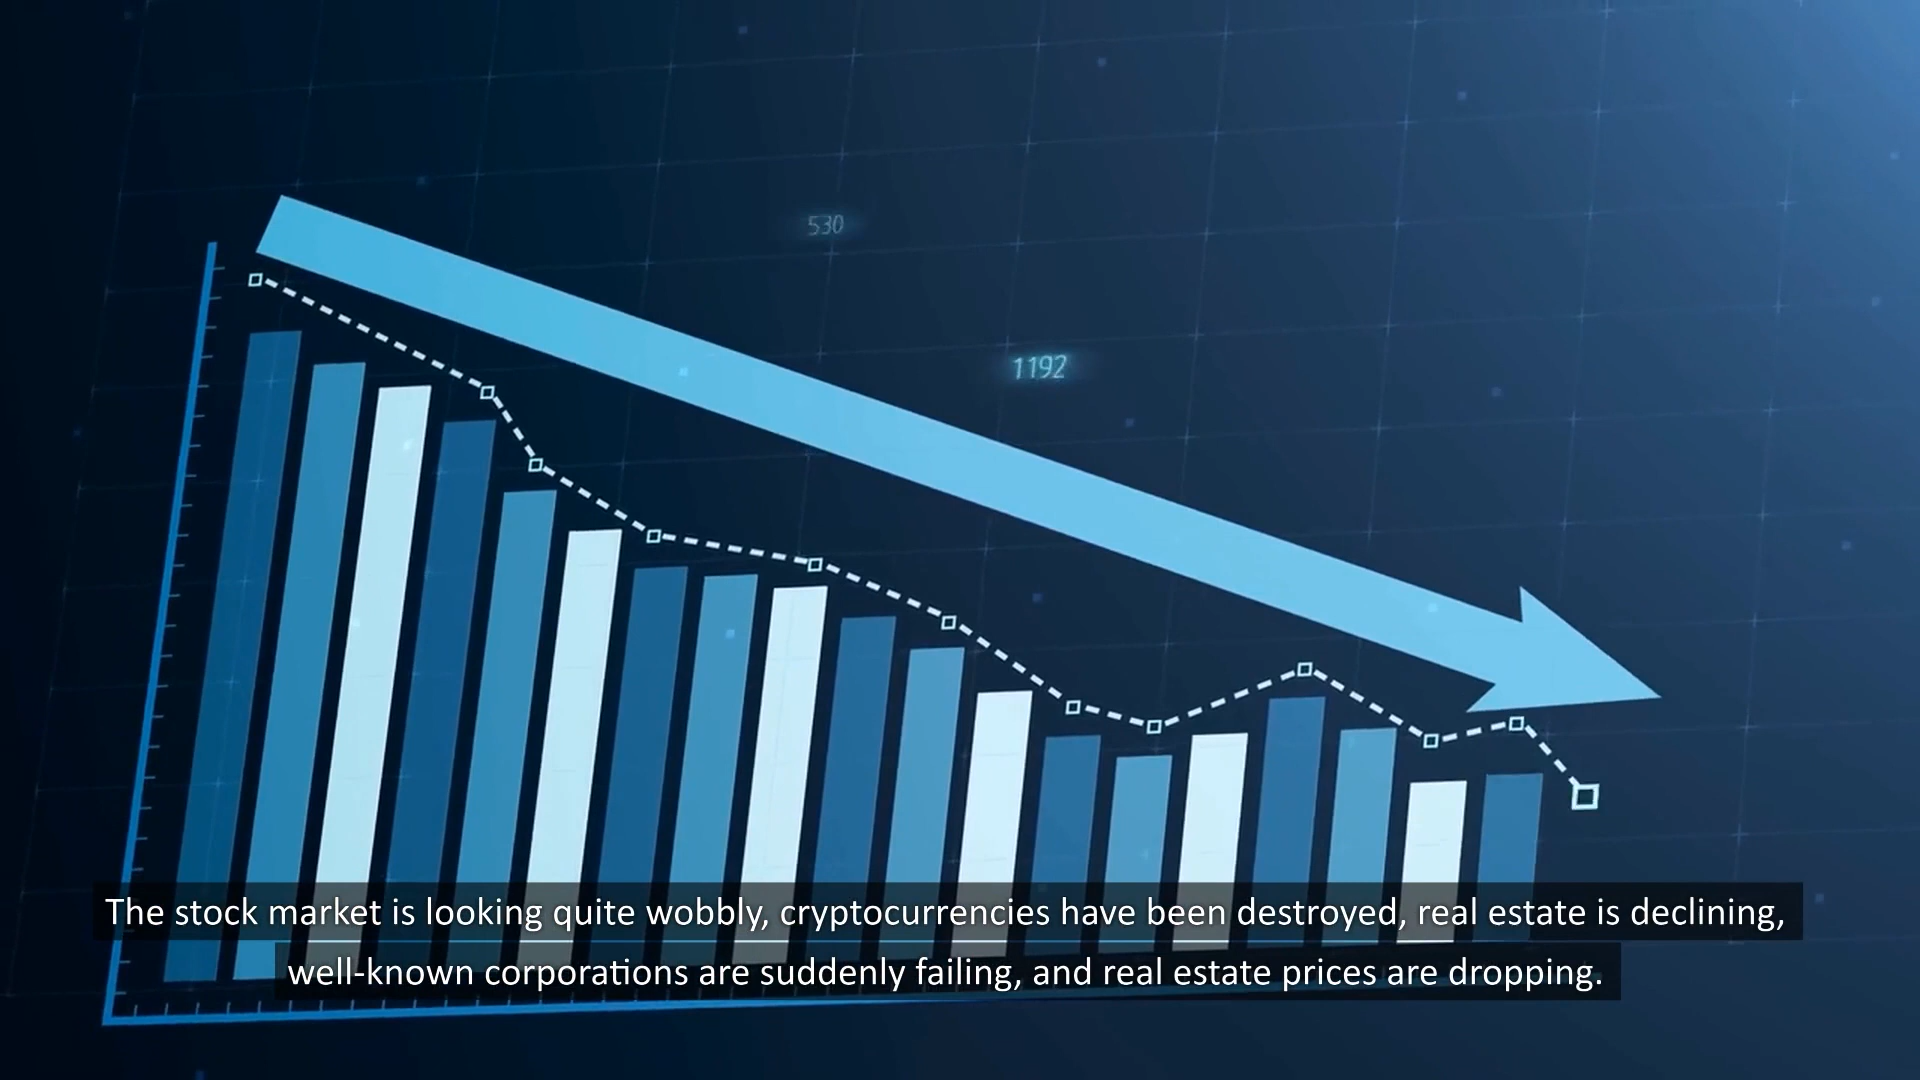 530
1192
The stock market is looking quite wobbly, cryptocurrencies have been destroyed, real estate is declining,
well-known corporations are suddenly failing, and real estate prices are dropping.